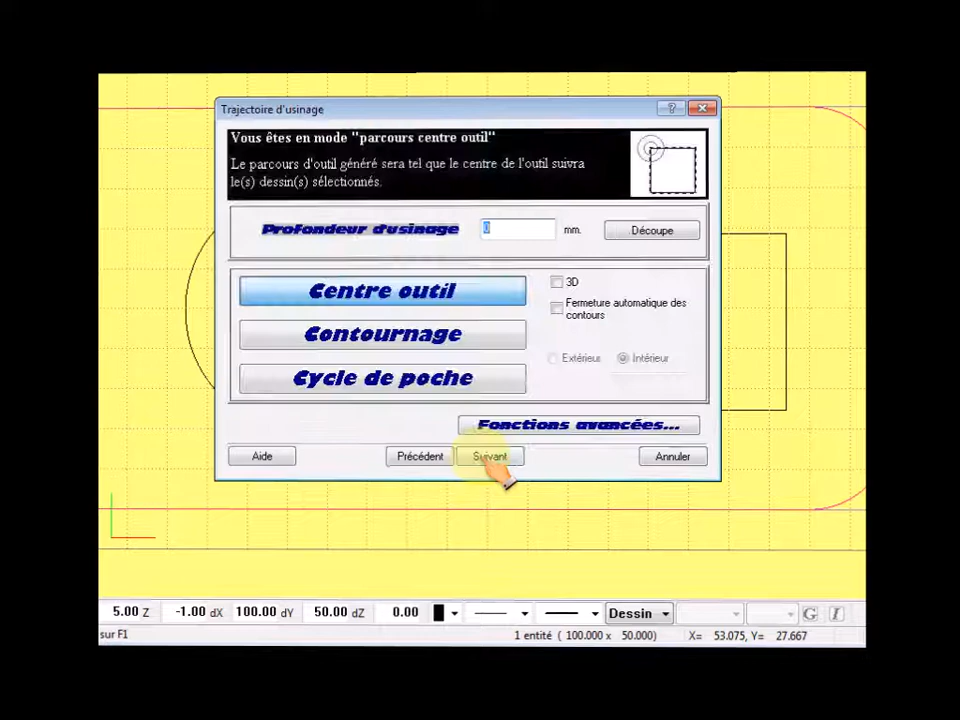 Trajectoire d'usinage
Vous êtes en mode "parcours centre outil"
Le parcours d'outil généré sera tel que le centre de l'outil suivra
le(s) dessin(s) sélectionnés.
Profondeur d'usinage 0 mm. Découpe
Centre outil
3D
Fermeture automatique des
contours
Contournage
Extérieur Intérieur
Cycle de poche
Fonctions avancées...
Aide Précédent Suivant Annuler
5.00 Z -1.00 dX 100.00 dY 50.00 dZ 0.00 Dessin G I
sur F1 1 entité ( 100.000 x 50.000) X= 53.075, Y= 27.667